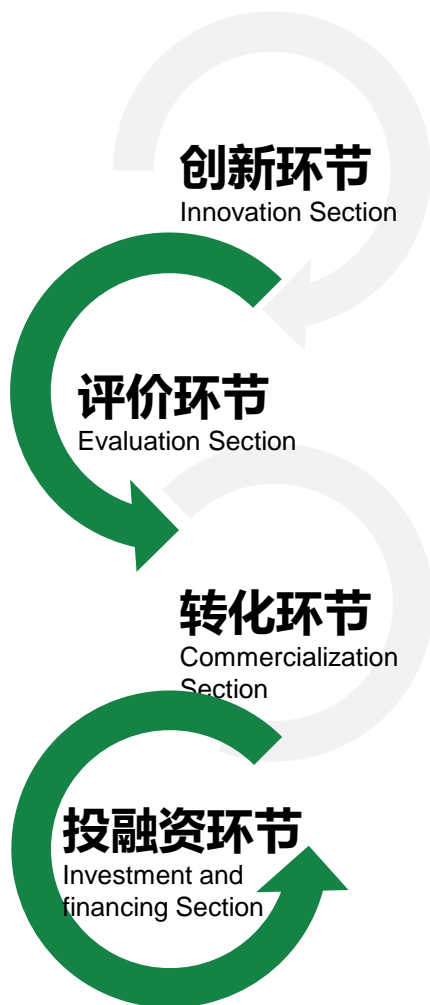 创新环节
Innovation Section
评价环节
Evaluation Section
转化环节
Commercialization
Section
投融资环节
Investment and
financing Section